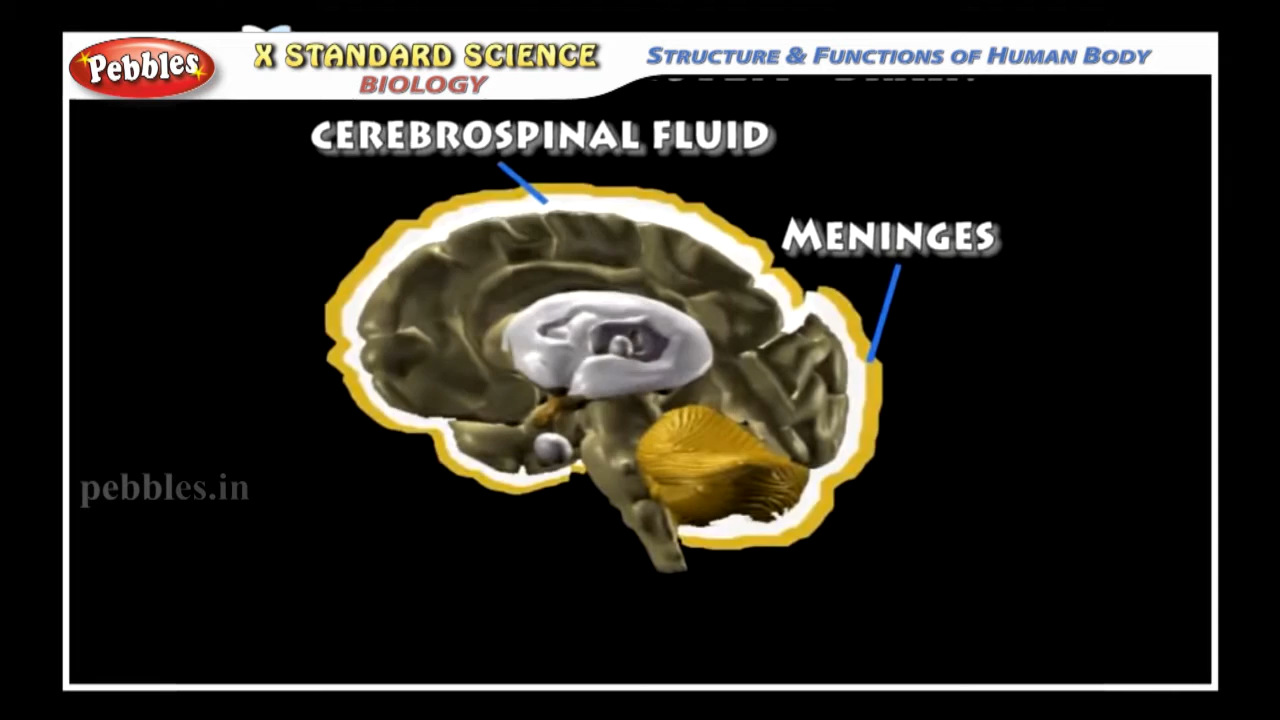 Pebbles
X STANDARD SCIENCE
BIOLOGY
STRUCTURE & FUNCTIONS OF HUMAN BODY
CEREBROSPINAL FLUID
MENINGES
pebbles.in